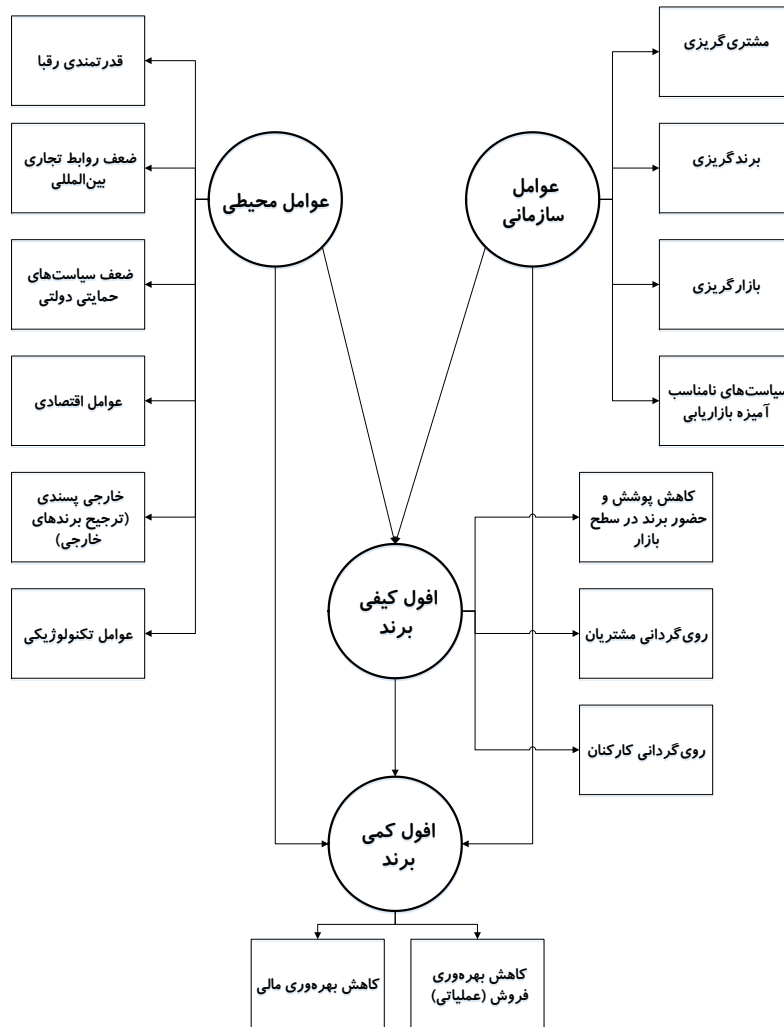 مشتری‌گریزی
قدرتمندی رقبا
برندگریزی
ضعف روابط تجاری
بین‌المللی
عوامل
سازمانی
عوامل محیطی
بازارگریزی
ضعف سیاست‌های
حمایتی دولتی
سیاست‌های نامناسب
آمیزه بازاریابی
عوامل اقتصادی
کاهش پوشش و
حضور برند در سطح
بازار
خارجی پسندی
(ترجیح برندهای
خارجی)
افول کیفی
برند
روی‌گردانی مشتریان
عوامل تکنولوژیکی
روی‌گردانی کارکنان
افول کمی
برند
کاهش بهره‌وری
فروش (عملیاتی)
کاهش بهره‌وری مالی